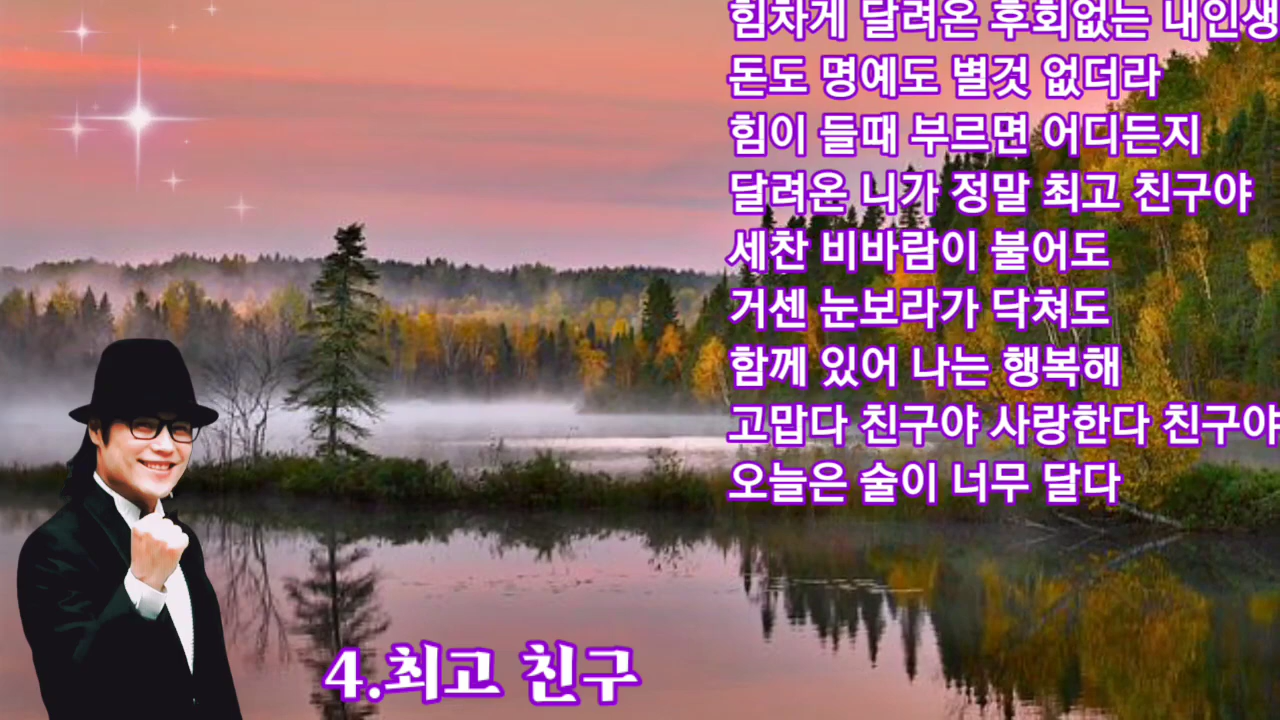 힘차게 달려온 후회없는 내인생
돈도 명예도 별것 없더라
힘이 들때 부르면 어디든지
달려온 니가 정말 최고 친구야
세찬 비바람이 불어도
거센 눈보라가 닥쳐도
함께 있어 나는 행복해
고맙다 친구야 사랑한다 친구야
오늘은 술이 너무 달다
4.최고 친구